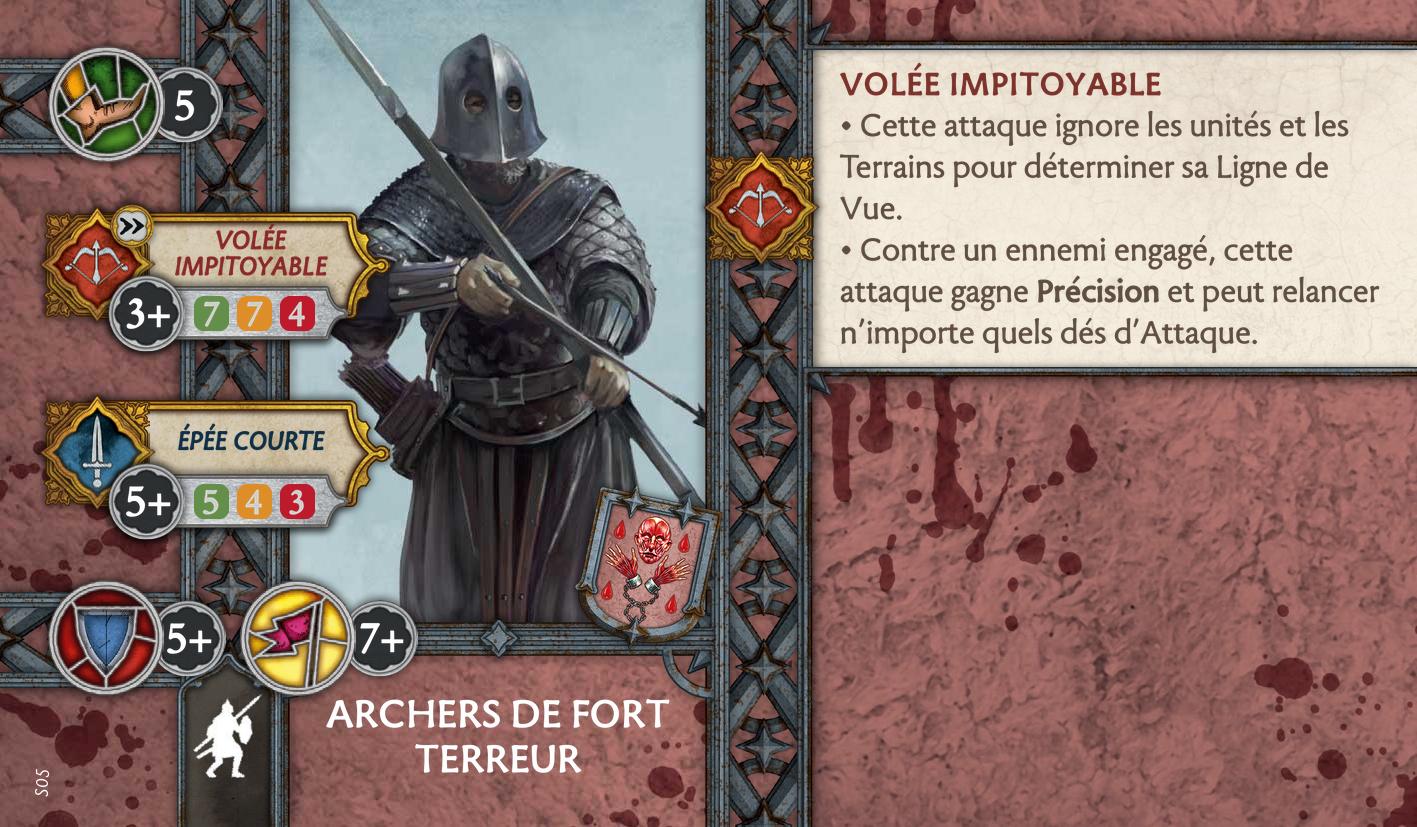 5
VOLÉE
IMPITOYABLE
3+ 7 7 4
ÉPÉE COURTE
5+ 5 4 3
5+ 7+
ARCHERS DE FORT
TERREUR
S05
VOLÉE IMPITOYABLE
• Cette attaque ignore les unités et les
Terrains pour déterminer sa Ligne de
Vue.
• Contre un ennemi engagé, cette
attaque gagne Précision et peut relancer
n’importe quels dés d’Attaque.